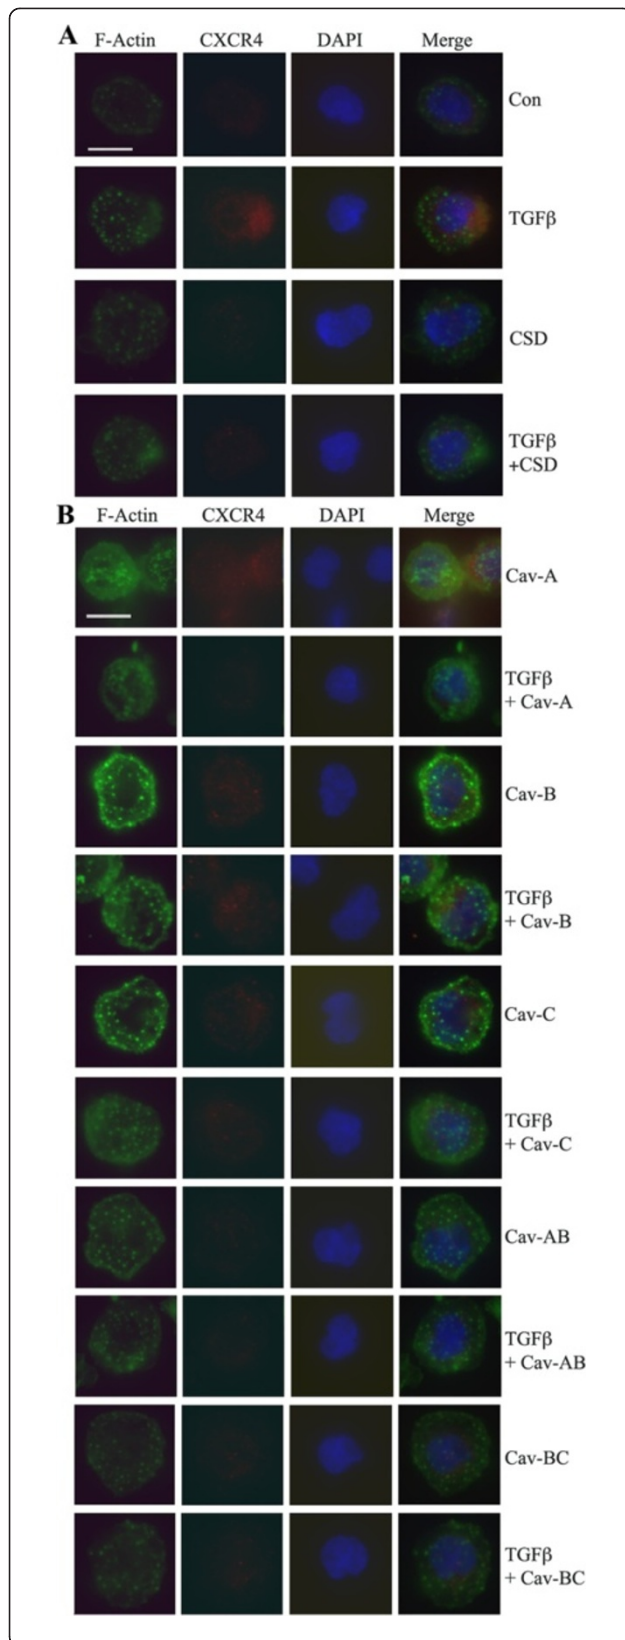 A
F-Actin CXCR4 DAPI Merge
Con
TGFβ
CSD
TGFβ
+CSD
B
F-Actin CXCR4 DAPI Merge
Cav-A
TGFβ
+ Cav-A
Cav-B
TGFβ
+ Cav-B
Cav-C
TGFβ
+ Cav-C
Cav-AB
TGFβ
+ Cav-AB
Cav-BC
TGFβ
+ Cav-BC